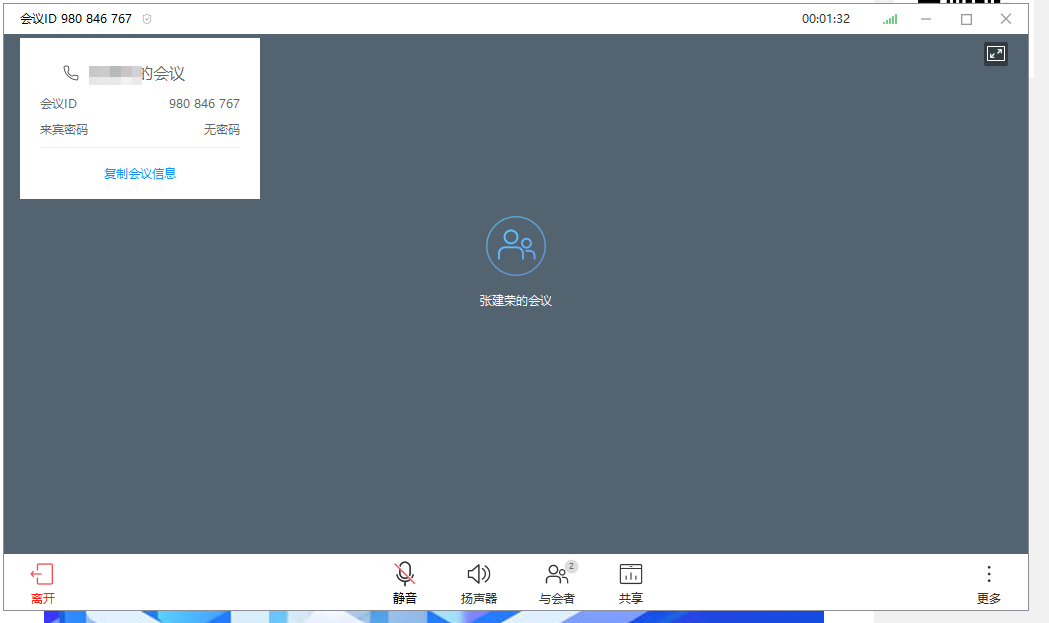 会议ID 980 846 767
00:01:32
的会议
会议ID 980 846 767
来宾密码 无密码
复制会议信息
张建荣的会议
2
离开 静音 扬声器 与会者 共享 更多